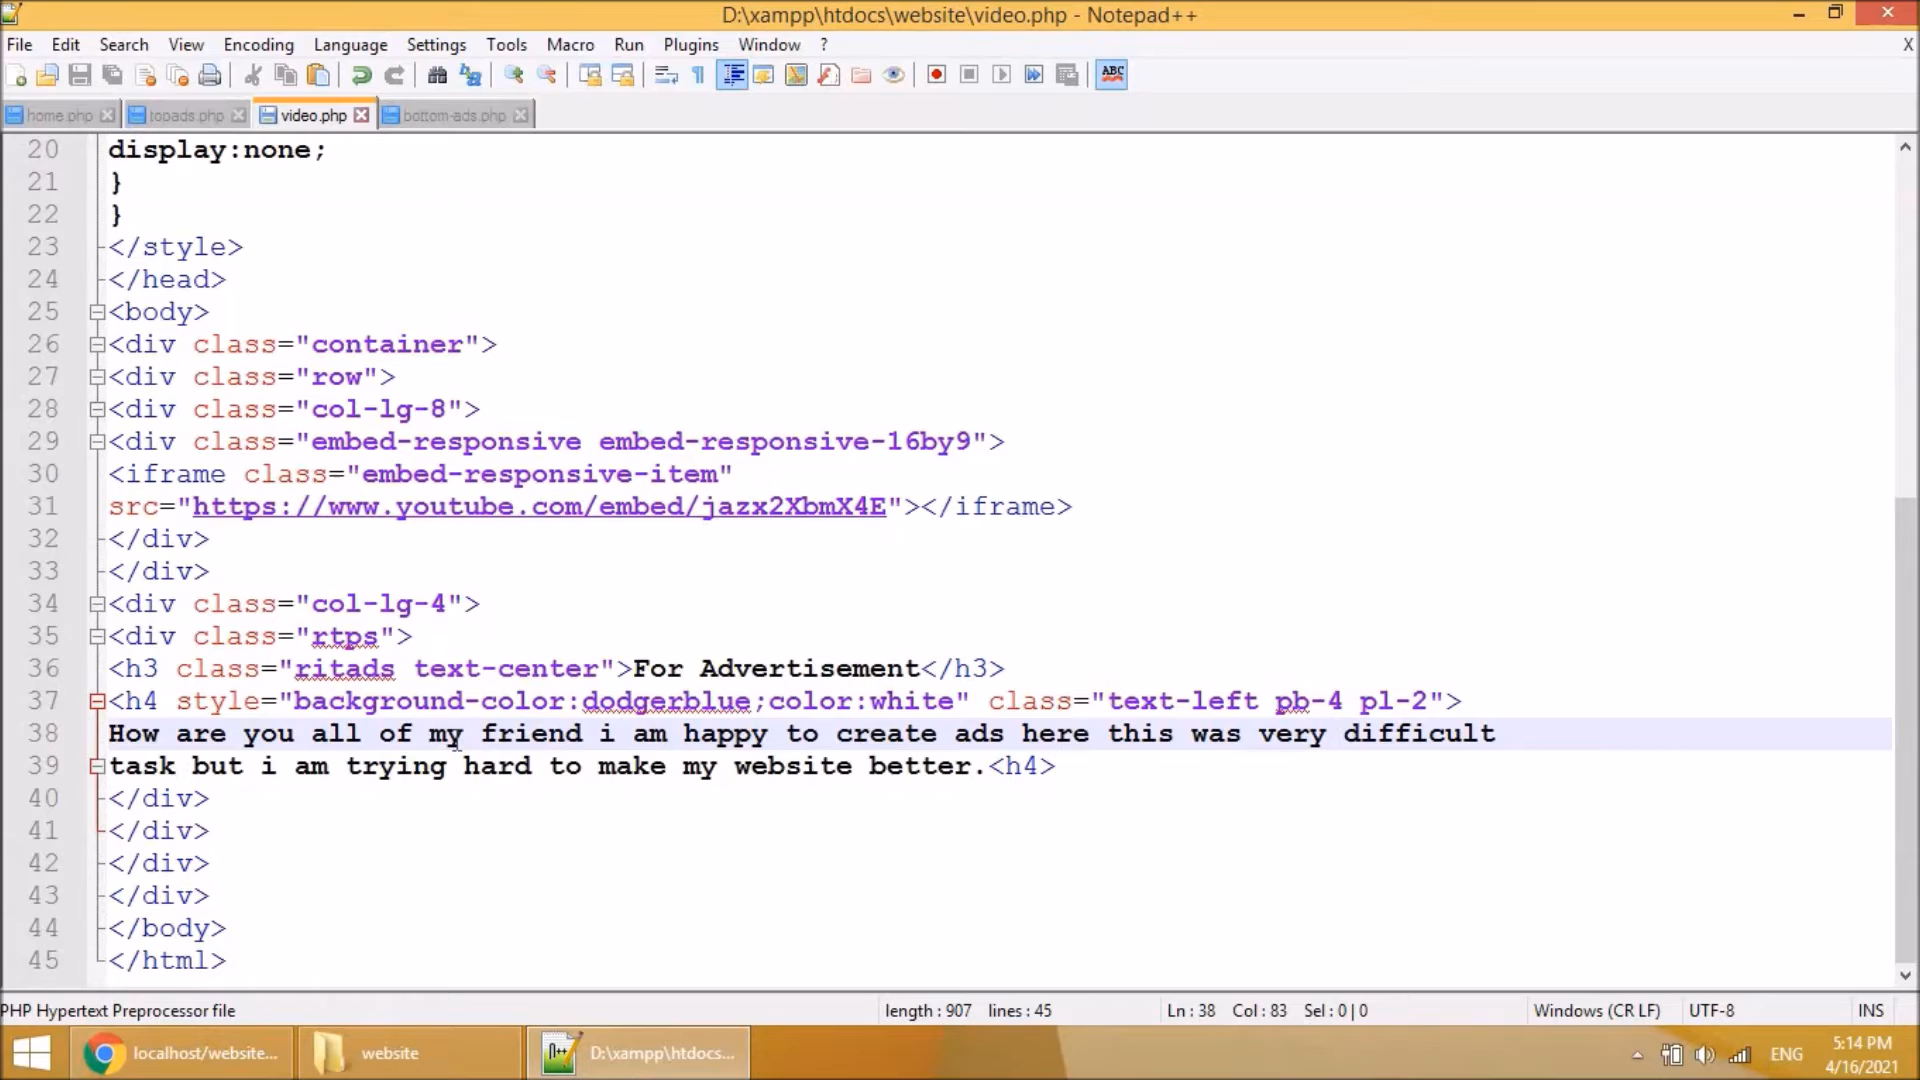 D:\xampp\htdocs\website\video.php - Notepad++
File Edit Search View Encoding Language Settings Tools Macro Run Plugins Window ? X
ABC
home.php topads.php video.php bottom-ads.php
20 display:none;
21 }
22 }
23 </style>
24 </head>
25 <body>
26 <div class="container">
27 <div class="row">
28 <div class="col-lg-8">
29 <div class="embed-responsive embed-responsive-16by9">
30 <iframe class="embed-responsive-item"
31 src="https://www.youtube.com/embed/jazx2XbmX4E"></iframe>
32 </div>
33 </div>
34 <div class="col-lg-4">
35 <div class="rtps">
36 <h3 class="ritads text-center">For Advertisement</h3>
37 <h4 style="background-color:dodgerblue;color:white" class="text-left pb-4 pl-2">
38 How are you all of my friend i am happy to create ads here this was very difficult
39 task but i am trying hard to make my website better.<h4>
40 </div>
41 </div>
42 </div>
43 </div>
44 </body>
45 </html>
PHP Hypertext Preprocessor file length : 907 lines : 45 Ln : 38 Col : 83 Sel : 0 | 0 Windows (CR LF) UTF-8 INS
localhost/website... website D:\xampp\htdocs... ENG 5:14 PM
4/16/2021